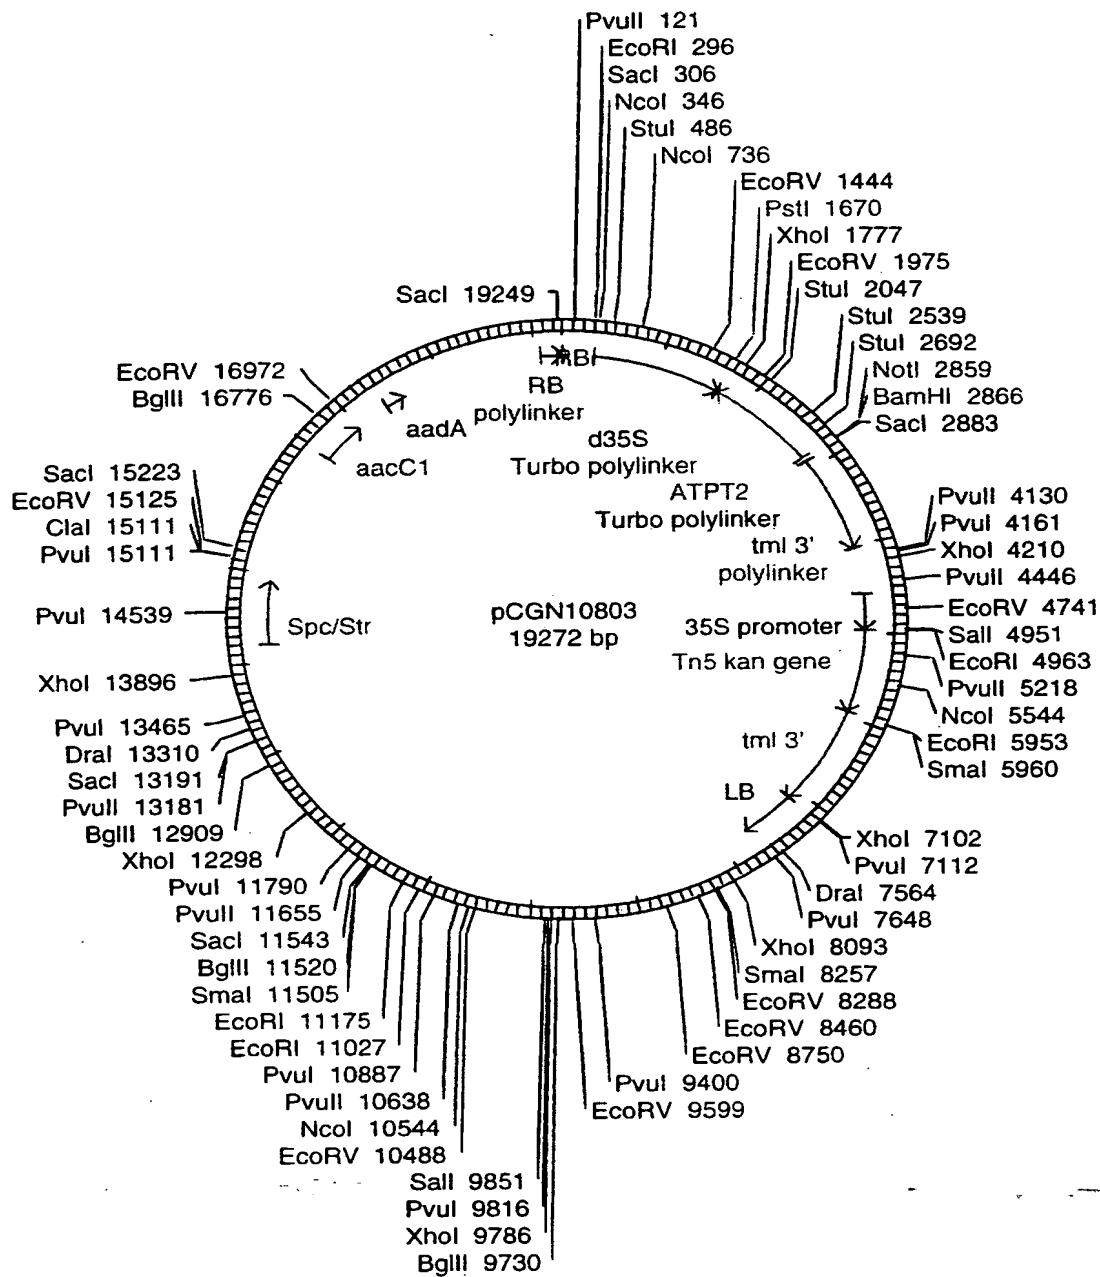 PvuII 121
EcoRI 296
SacI 306
NcoI 346
StuI 486
NcoI 736
EcoRV 1444
PstI 1670
XhoI 1777
EcoRV 1975
StuI 2047
StuI 2539
StuI 2692
NotI 2859
BamHI 2866
SacI 2883
PvuII 4130
PvuI 4161
XhoI 4210
PvuII 4446
EcoRV 4741
SalI 4951
EcoRI 4963
PvuII 5218
NcoI 5544
EcoRI 5953
SmaI 5960
XhoI 7102
PvuI 7112
DraI 7564
PvuI 7648
XhoI 8093
SmaI 8257
EcoRV 8288
EcoRV 8460
EcoRV 8750
PvuI 9400
EcoRV 9599
SacI 19249
EcoRV 16972
BglII 16776
SacI 15223
EcoRV 15125
ClaI 15111
PvuI 15111
PvuI 14539
XhoI 13896
PvuI 13465
DraI 13310
SacI 13191
PvuII 13181
BglII 12909
XhoI 12298
PvuI 11790
PvuII 11655
SacI 11543
BglII 11520
SmaI 11505
EcoRI 11175
EcoRI 11027
PvuI 10887
PvuII 10638
NcoI 10544
EcoRV 10488
SalI 9851
PvuI 9816
XhoI 9786
BglII 9730
RB
RB
polylinker
aadA
aacC1
d35S
Turbo polylinker
ATPT2
Turbo polylinker
tml 3'
polylinker
pCGN10803
19272 bp
35S promoter
Tn5 kan gene
tml 3'
LB
Spc/Str